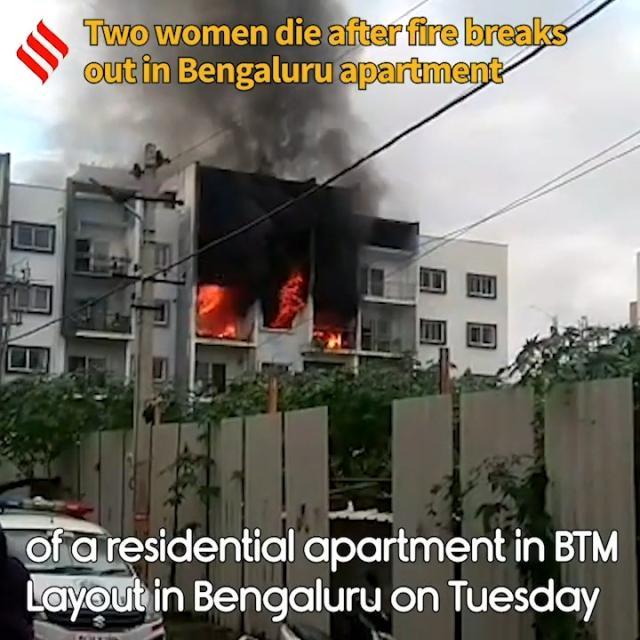 Two women die after fire breaks
out in Bengaluru apartment
of a residential apartment in BTM
Layout in Bengaluru on Tuesday